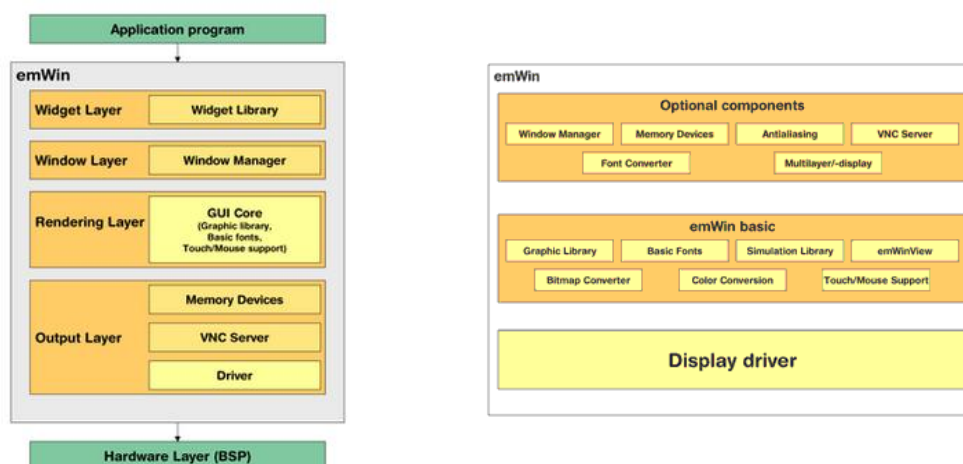 Application program
emWin
Widget Layer
Widget Library
Window Layer
Window Manager
Rendering Layer
GUI Core
(Graphic library,
Basic fonts,
Touch/Mouse support)
Output Layer
Memory Devices
VNC Server
Driver
Hardware Layer (BSP)
emWin
Optional components
Window Manager
Memory Devices
Antialiasing
VNC Server
Font Converter
Multilayer/-display
emWin basic
Graphic Library
Basic Fonts
Simulation Library
emWinView
Bitmap Converter
Color Conversion
Touch/Mouse Support
Display driver